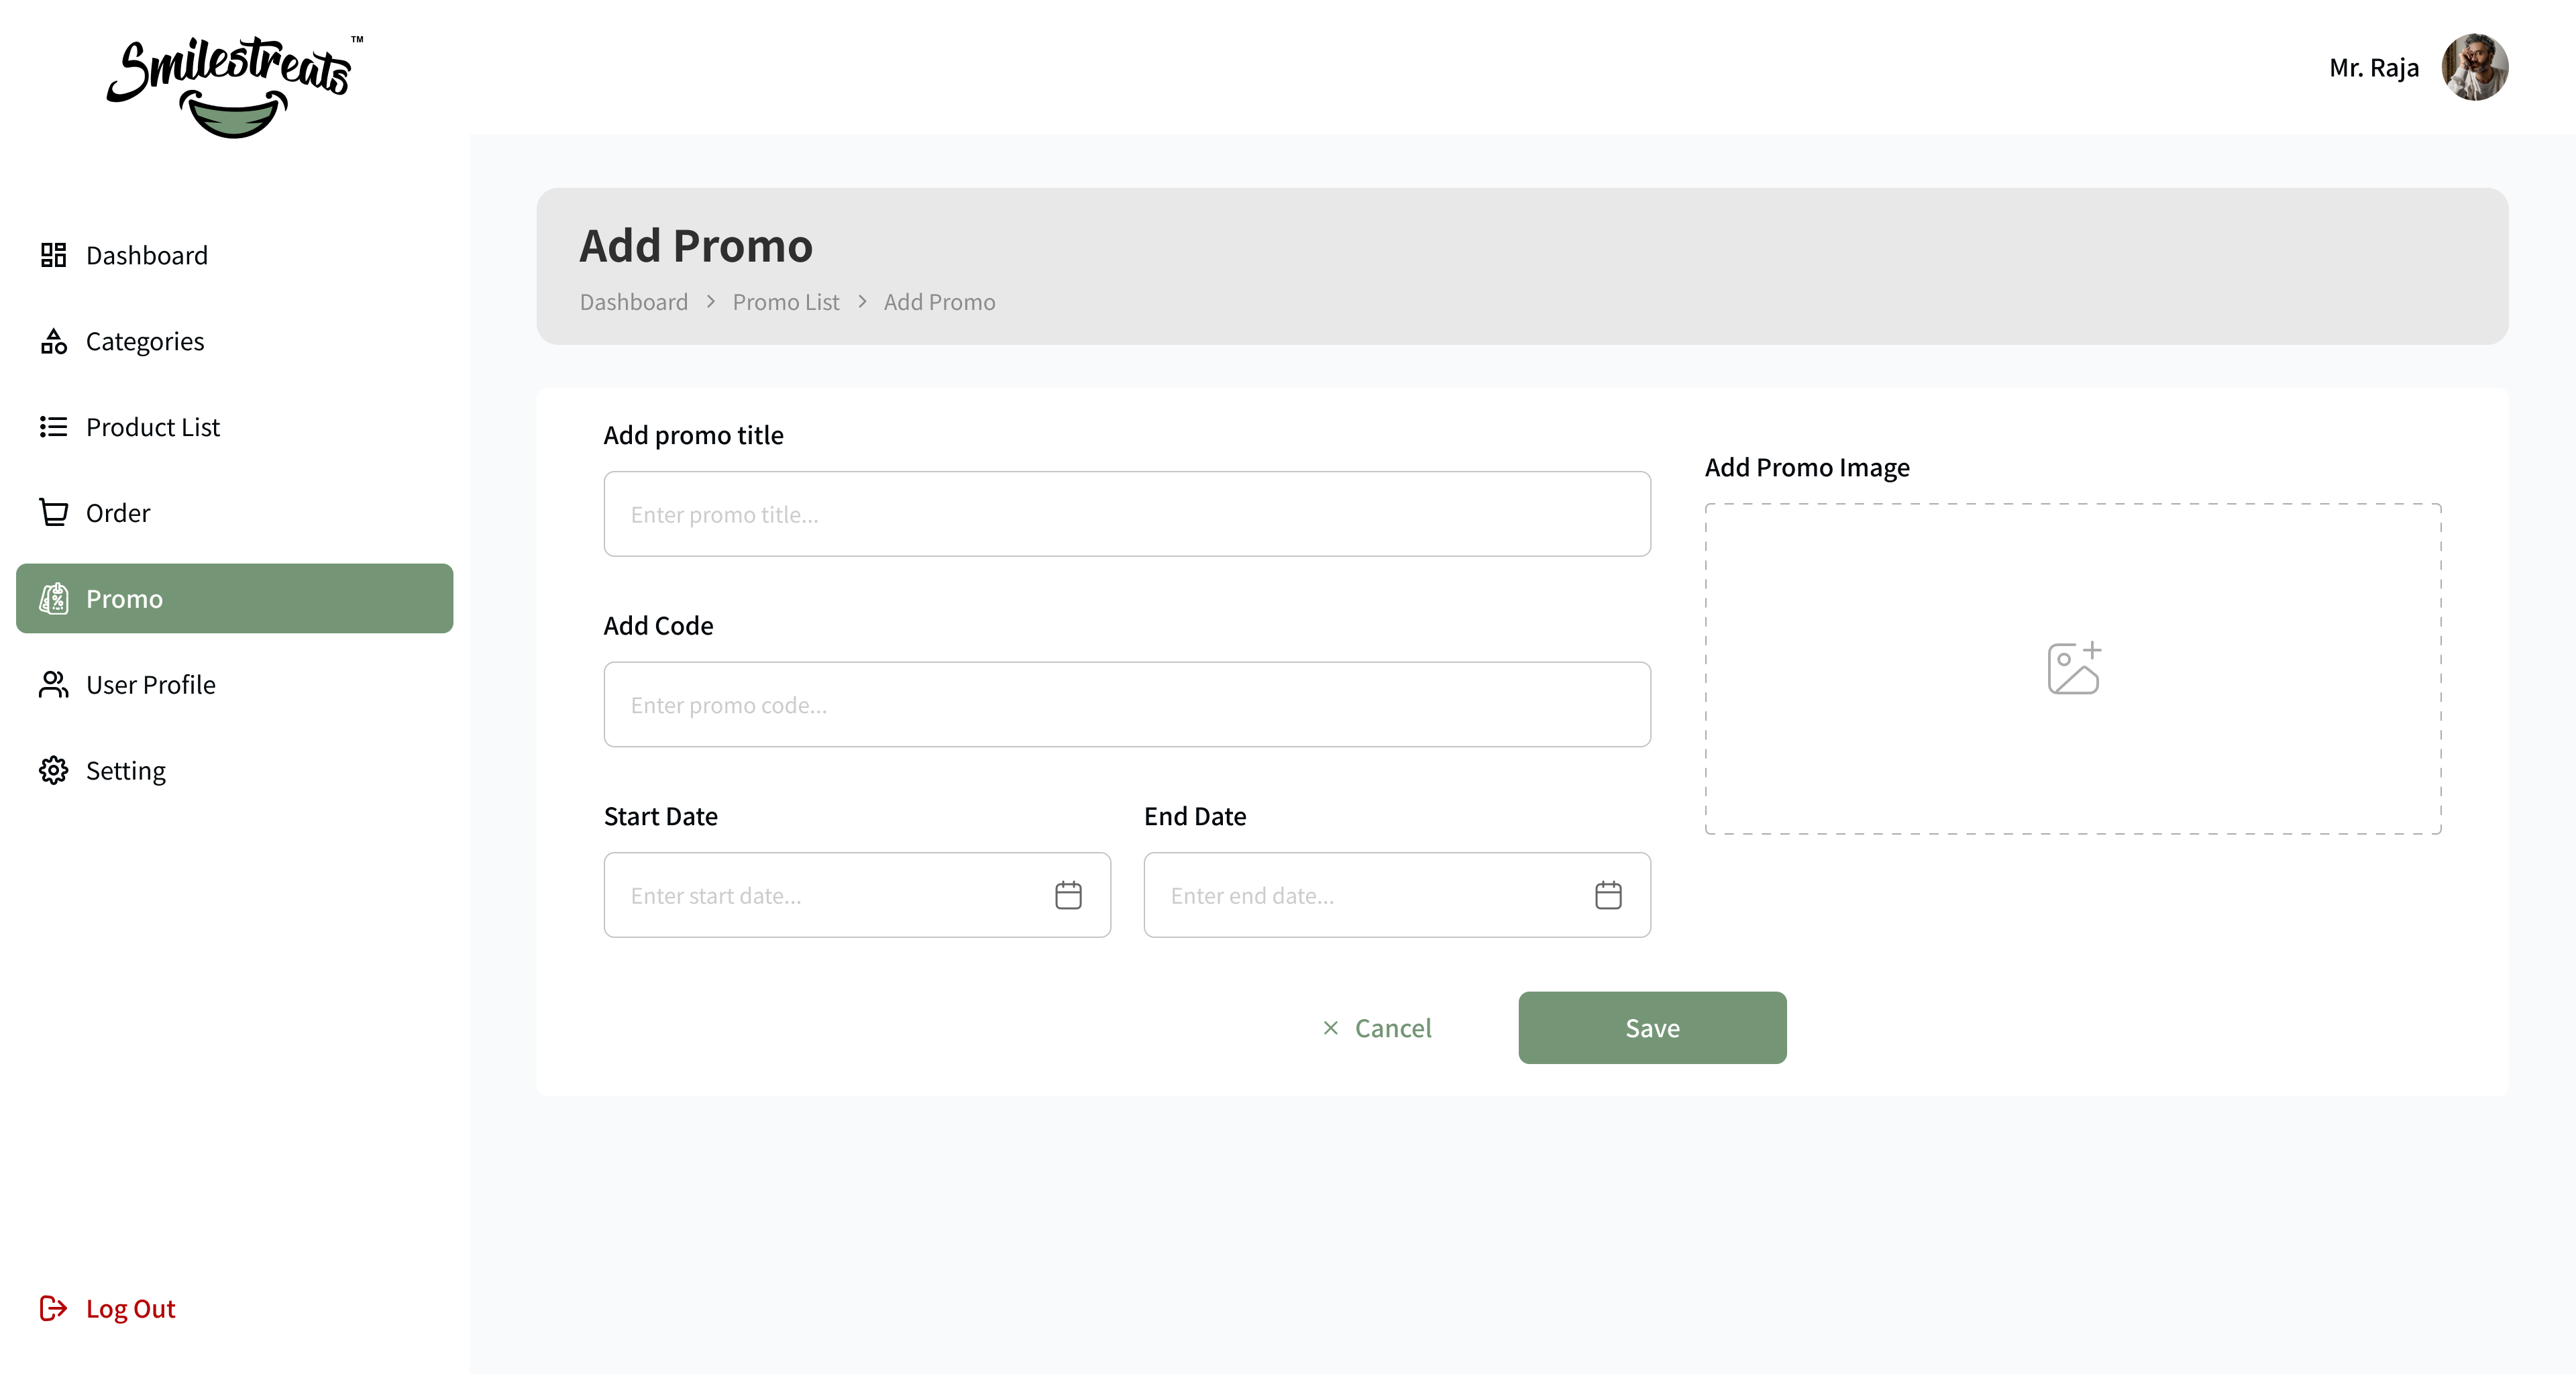 Smilestreats™
Mr. Raja
Dashboard
Categories
Product List
Order
Promo
User Profile
Setting
Log Out
Add Promo
Dashboard > Promo List > Add Promo
Add promo title
Enter promo title...
Add Code
Enter promo code...
Start Date
Enter start date...
End Date
Enter end date...
Add Promo Image
Cancel
Save